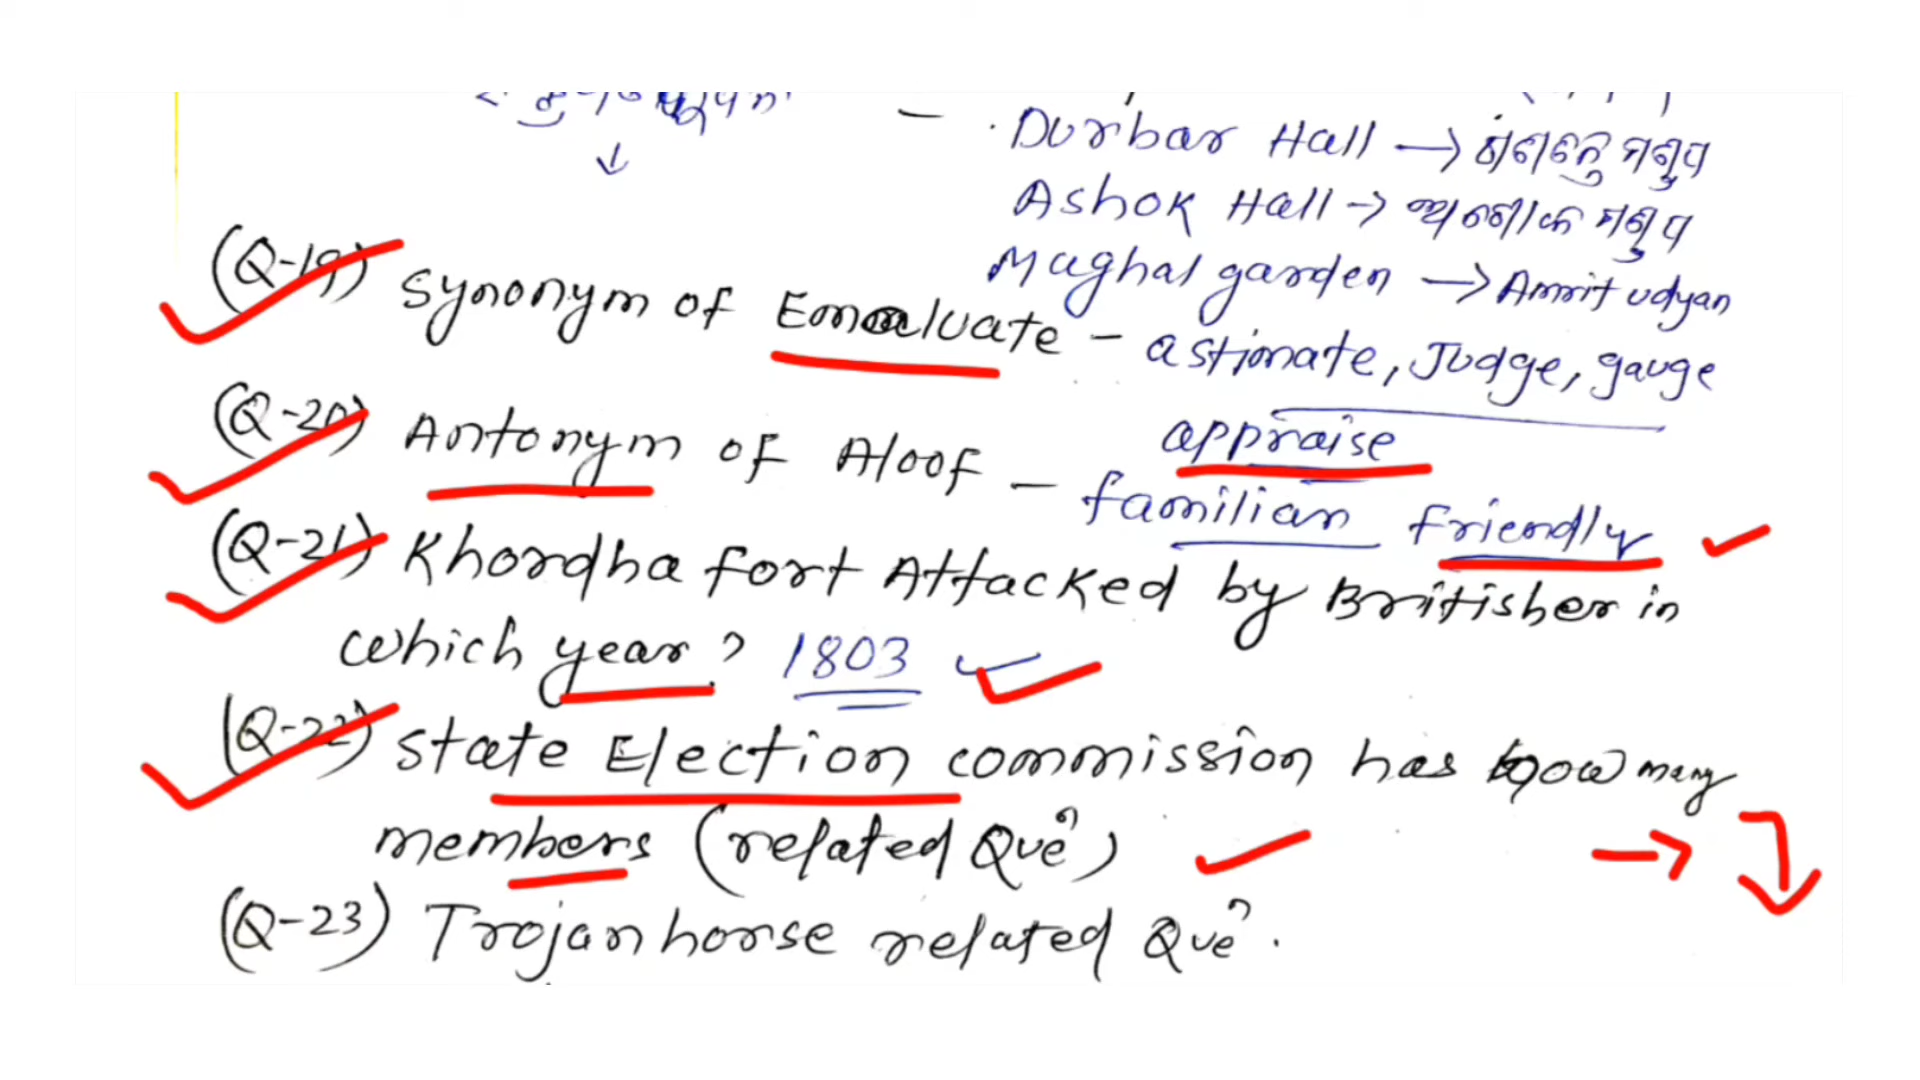 Durbar Hall → ଗଣତନ୍ତ୍ର ମଣ୍ଡପ
Ashok Hall → ଅଶୋକ ମଣ୍ଡପ
Mughal garden → Amrit udyan
(Q-19) Synonym of Emaluate - astimate, Judge, gauge
appraise
(Q-20) Antonym of Aloof - familiar Friendly
(Q-21) Khordha fort Attacked by Britisher in
which year? 1803
(Q-22) State Election commission has how many
members (related Que?)
(Q-23) Trojan horse related Que?.